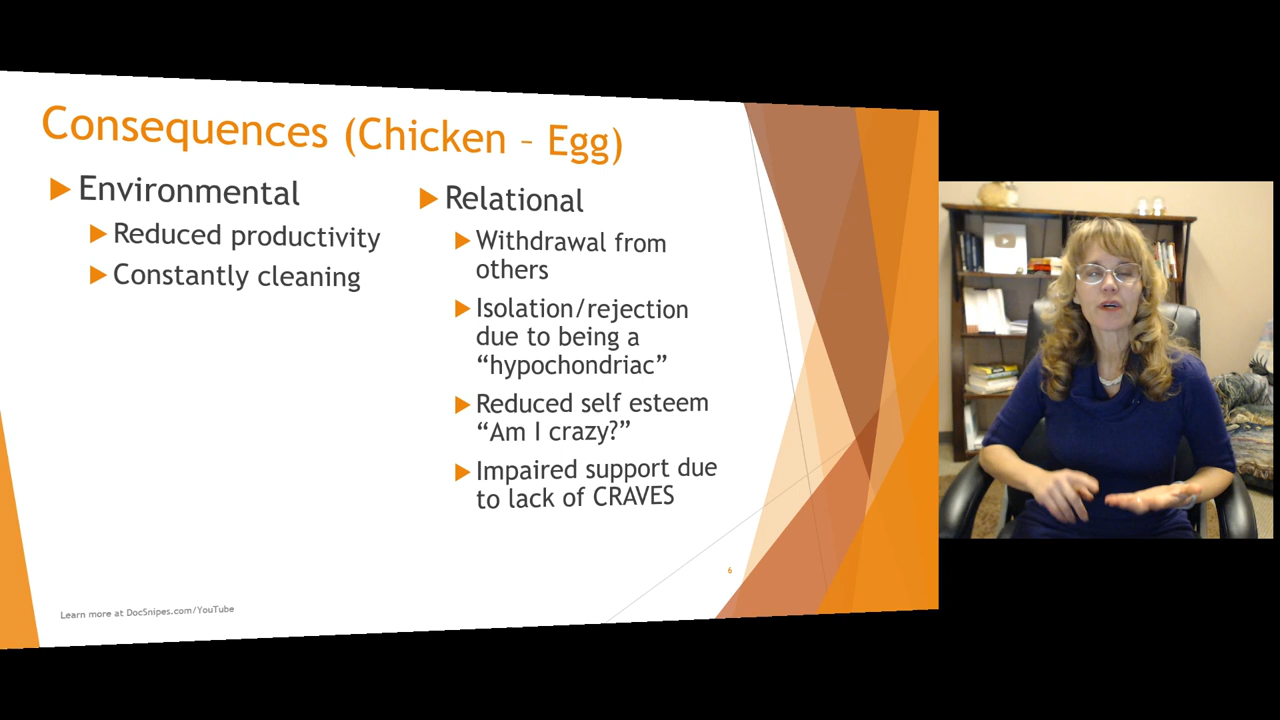 Consequences (Chicken – Egg)
Environmental
Reduced productivity
Constantly cleaning
Relational
Withdrawal from
others
Isolation/rejection
due to being a
“hypochondriac”
Reduced self esteem
“Am I crazy?”
Impaired support due
to lack of CRAVES
6
Learn more at DocSnipes.com/YouTube